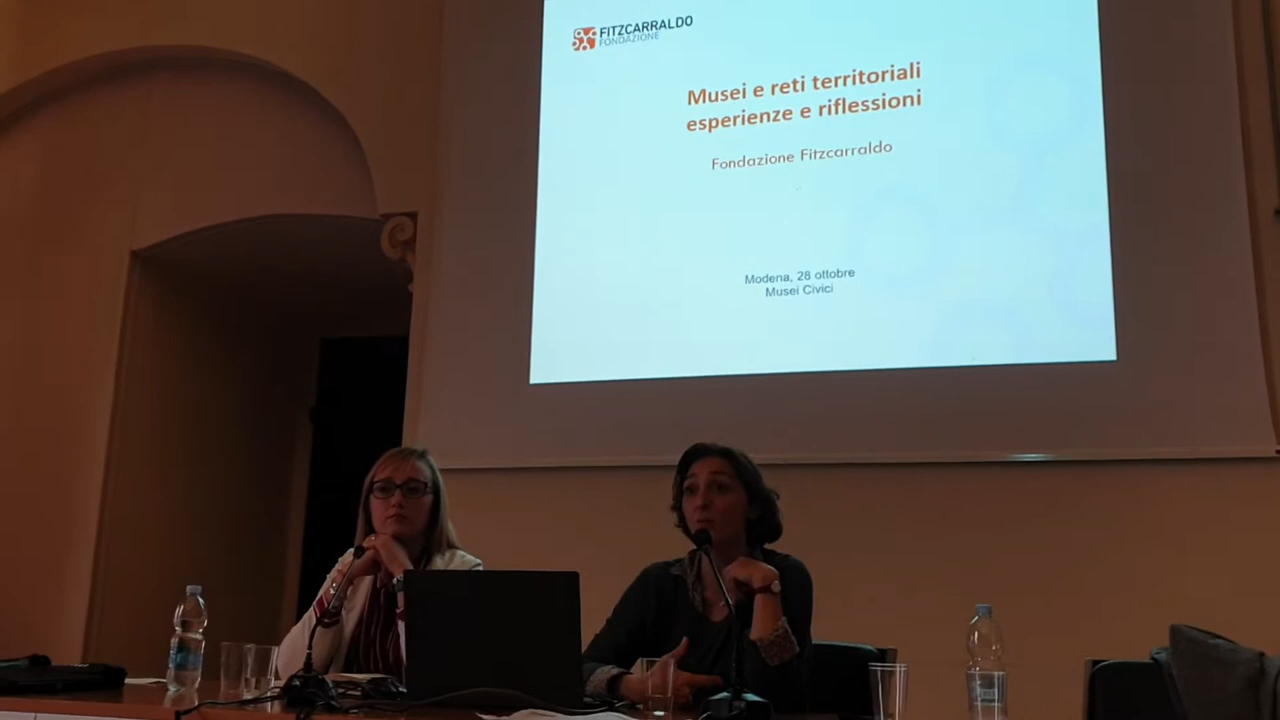 FITZCARRALDO
FONDAZIONE
Musei e reti territoriali
esperienze e riflessioni
Fondazione Fitzcarraldo
Modena, 28 ottobre
Musei Civici